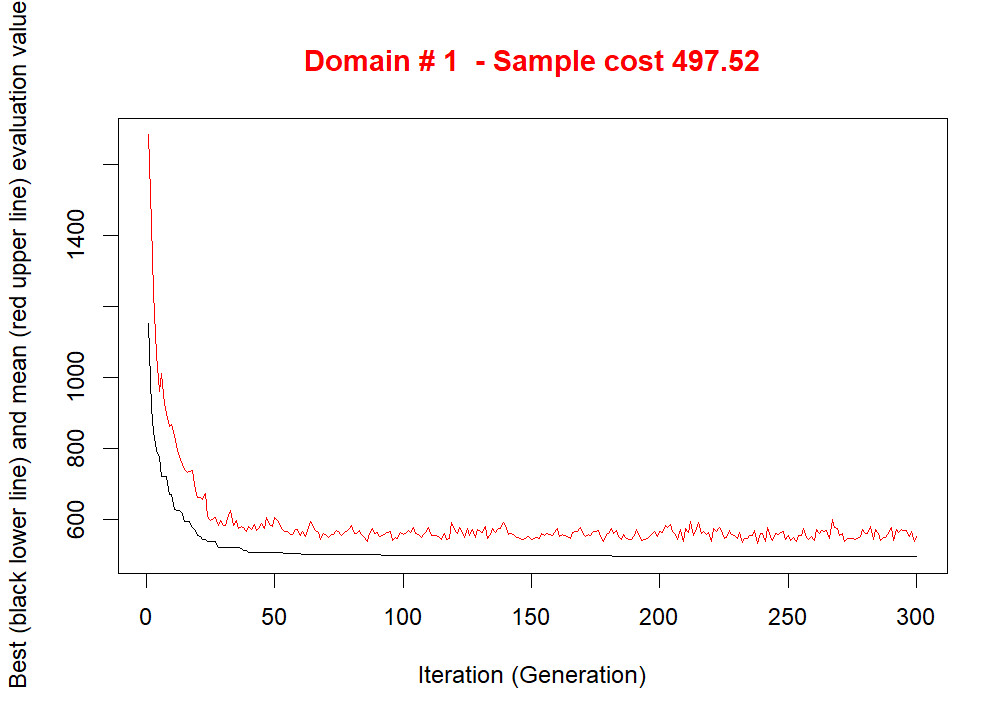 Domain # 1  - Sample cost 497.52
Best (black lower line) and mean (red upper line) evaluation value
1400
1000
800
600
0 50 100 150 200 250 300
Iteration (Generation)